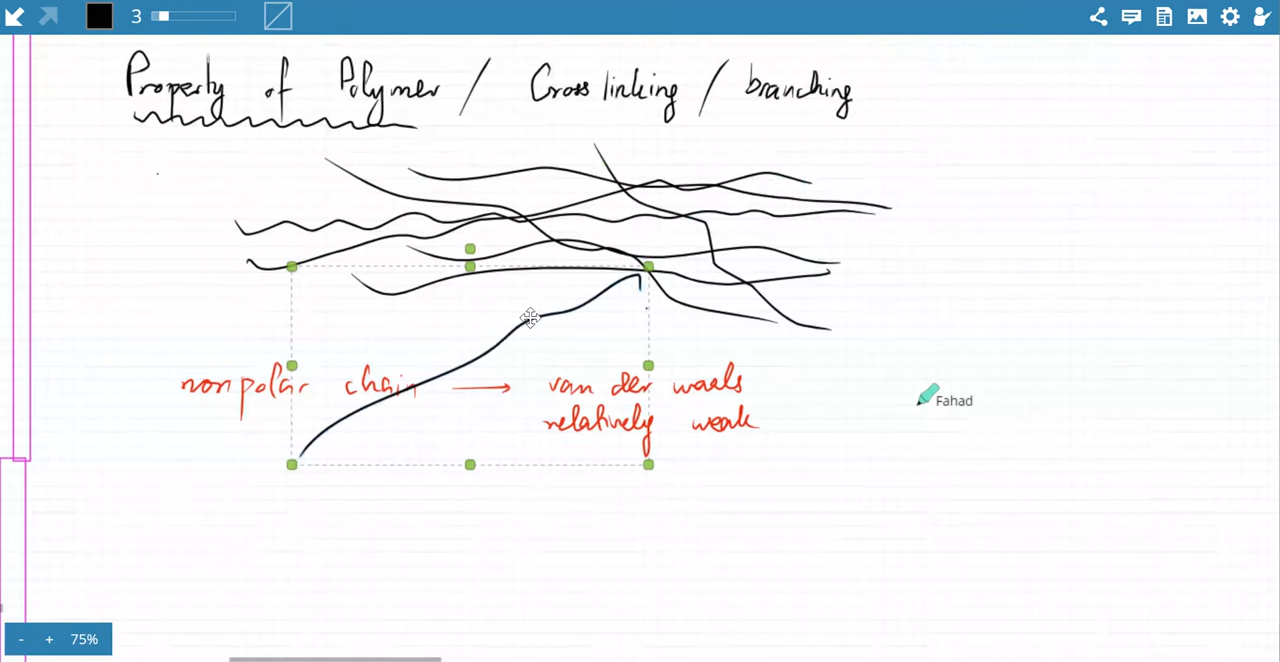 3
Property of Polymer / Cross linking / branching
non polar chain → van der waals
relatively weak
Fahad
- + 75%